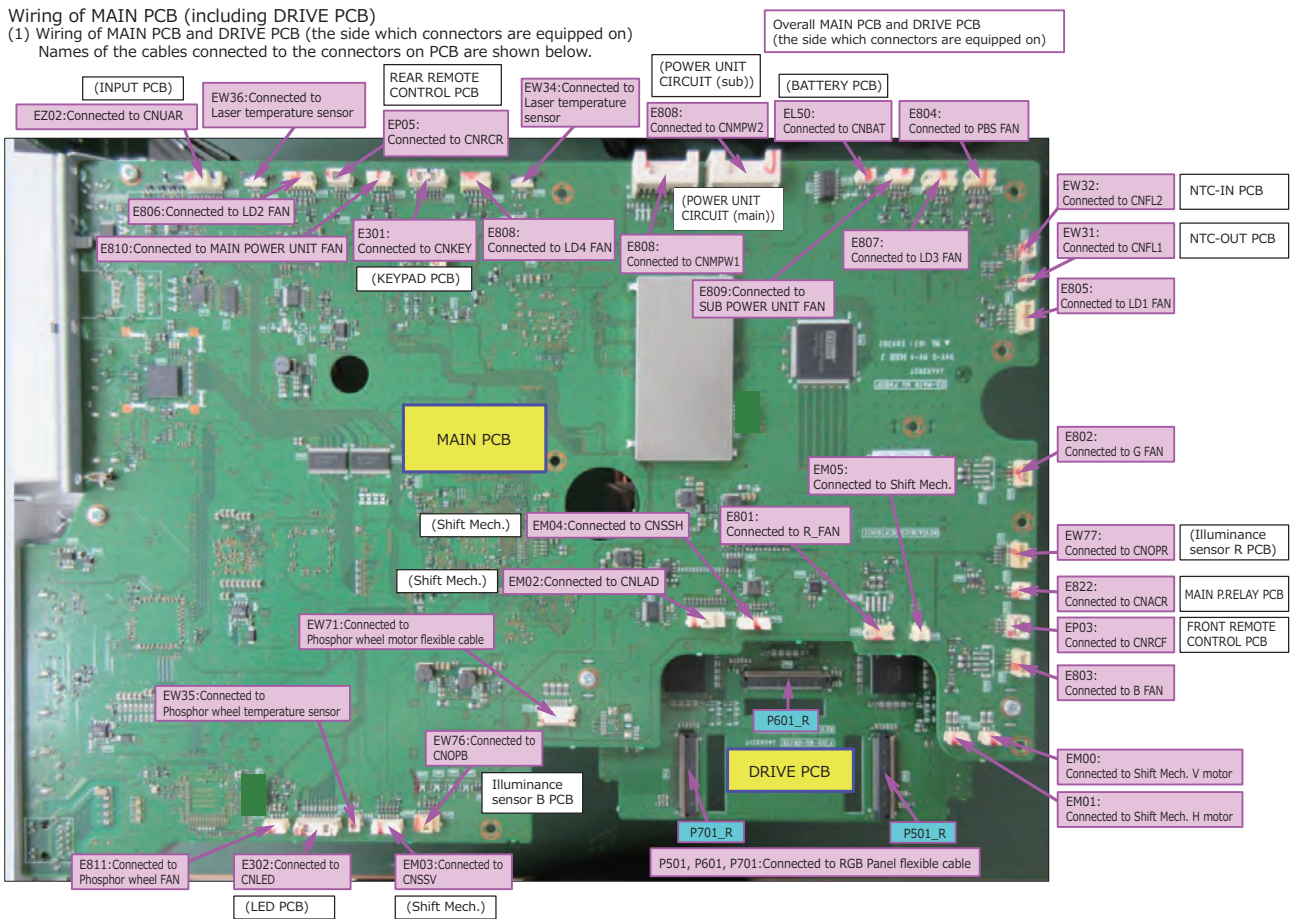 Wiring of MAIN PCB (including DRIVE PCB)
(1) Wiring of MAIN PCB and DRIVE PCB (the side which connectors are equipped on)
Names of the cables connected to the connectors on PCB are shown below.
Overall MAIN PCB and DRIVE PCB
(the side which connectors are equipped on)
(INPUT PCB)
EZ02:Connected to CNUAR
EW36:Connected to
Laser temperature
sensor
REAR REMOTE
CONTROL PCB
EP05:
Connected to CNRCR
EW34:Connected to
Laser temperature
sensor
(POWER UNIT
CIRCUIT (sub))
E808:
Connected to CNMPW2
(BATTERY PCB)
EL50:
Connected to CNBAT
E804:
Connected to PBS FAN
E806:Connected to LD2 FAN
E810:Connected to MAIN POWER UNIT FAN
E301:
Connected to CNKEY
(KEYPAD PCB)
E808:
Connected to LD4 FAN
(POWER UNIT
CIRCUIT (main))
E808:
Connected to CNMPW1
E809:Connected to
SUB POWER UNIT FAN
E807:
Connected to LD3 FAN
EW32:
Connected to CNFL2
NTC-IN PCB
EW31:
Connected to CNFL1
NTC-OUT PCB
E805:
Connected to LD1 FAN
MAIN PCB
E802:
Connected to G FAN
EM05:
Connected to Shift Mech.
(Shift Mech.)
EM04:Connected to CNSSH
E801:
Connected to R_FAN
EW77:
Connected to CNOPR
(Illuminance
sensor R PCB)
(Shift Mech.)
EM02:Connected to CNLAD
E822:
Connected to CNACR
MAIN P.RELAY PCB
EW71:
Connected to
Phosphor wheel motor flexible cable
EP03:
Connected to CNRCF
FRONT REMOTE
CONTROL PCB
E803:
Connected to B FAN
EW35:Connected to
Phosphor wheel temperature sensor
P601_R
EW76:Connected to
CNOPB
Illuminance
sensor B PCB
DRIVE PCB
EM00:
Connected to Shift Mech. V motor
EM01:
Connected to Shift Mech. H motor
P701_R
P501_R
E811:Connected to
Phosphor wheel FAN
E302:Connected to
CNLED
(LED PCB)
EM03:Connected to
CNSSV
(Shift Mech.)
P501, P601, P701:Connected to RGB Panel flexible cable